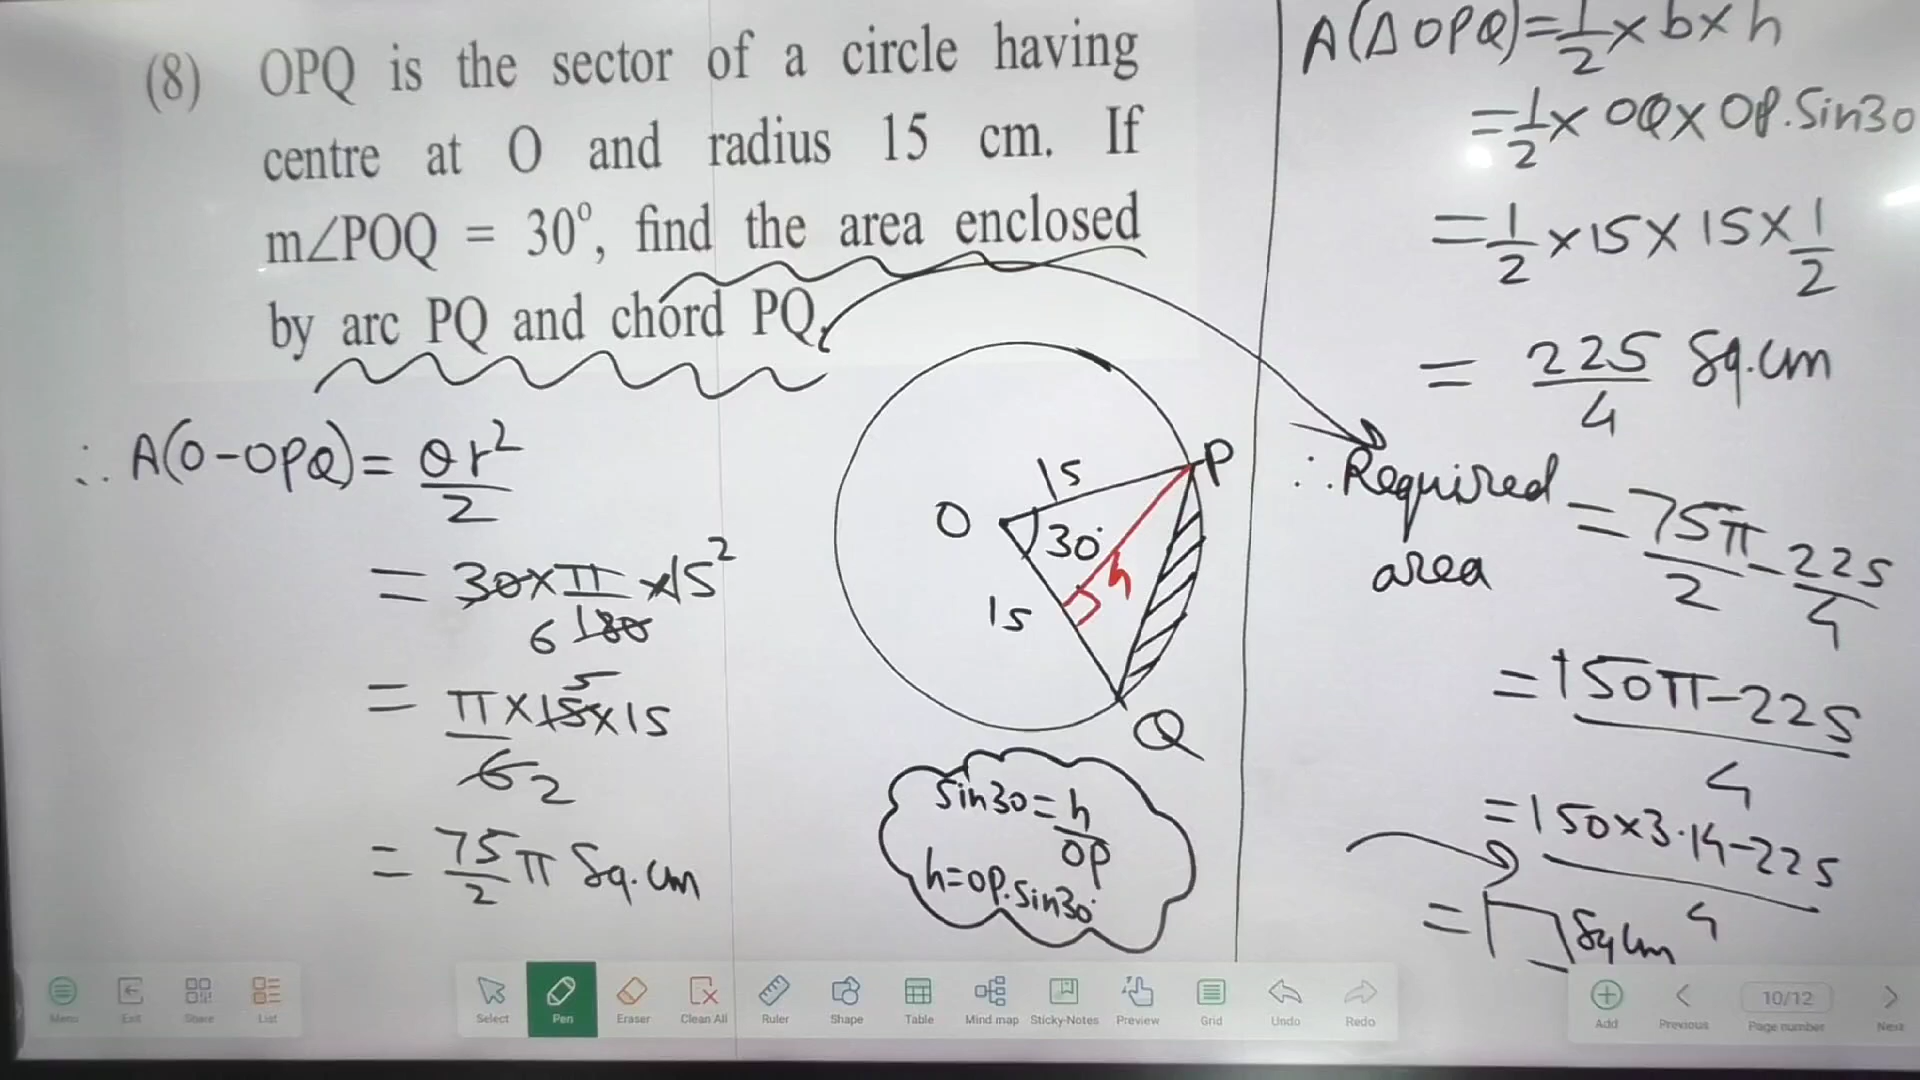 (8) OPQ is the sector of a circle having
centre at O and radius 15 cm. If
m∠POQ = 30°, find the area enclosed
by arc PQ and chord PQ.
∴ A(O-OPQ) = θr²/2
= 30×π/180 ×15²
6
= π×15×15/6
5
2
= 75/2 π Sq.cm
O
P
Q
15
15
30°
h
sin30 = h/OP
h=OP.Sin30°
A(Δ OPQ) = 1/2 × b × h
= 1/2 × OQ × OP.Sin30
= 1/2 × 15 × 15 × 1/2
= 225/4 Sq.cm
∴ Required area = 75π/2 - 225/4
= 150π-225/4
= 150×3.14-225/4
= Sq cm
Menu
Exit
Share
List
Select
Pen
Eraser
Clean All
Ruler
Shape
Table
Mind map
Sticky-Notes
Preview
Grid
Undo
Redo
Add
Previous
10/12
Page number
Next